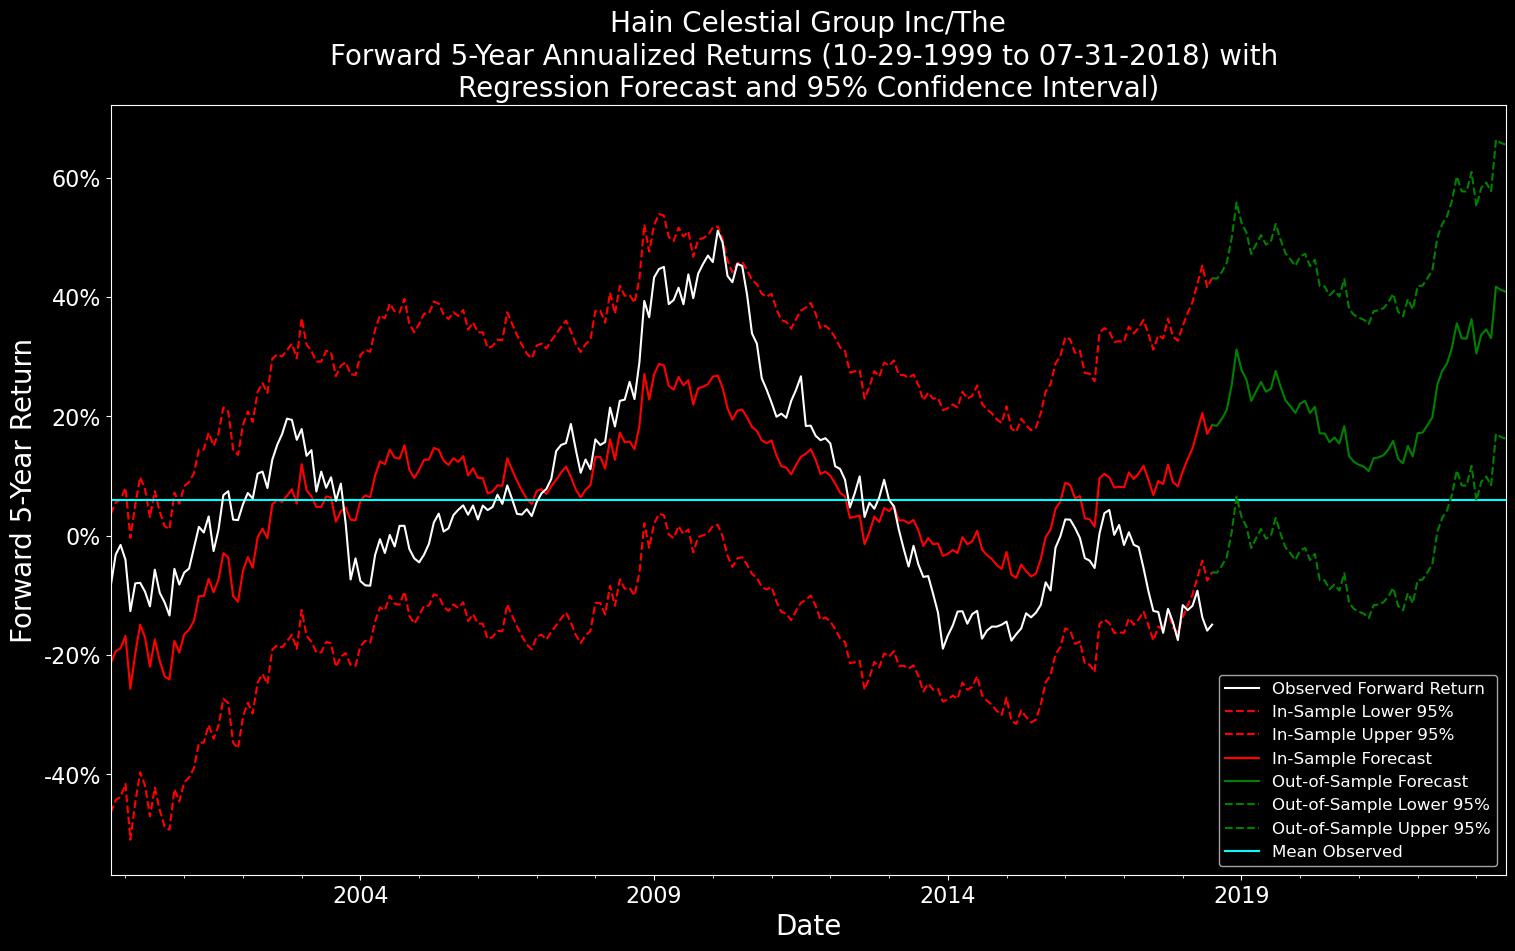 Hain Celestial Group Inc/The
Forward 5-Year Annualized Returns (10-29-1999 to 07-31-2018) with
Regression Forecast and 95% Confidence Interval)
Forward 5-Year Return
60%
40%
20%
0%
-20%
-40%
2004
2009
2014
2019
Date
Observed Forward Return
In-Sample Lower 95%
In-Sample Upper 95%
In-Sample Forecast
Out-of-Sample Forecast
Out-of-Sample Lower 95%
Out-of-Sample Upper 95%
Mean Observed